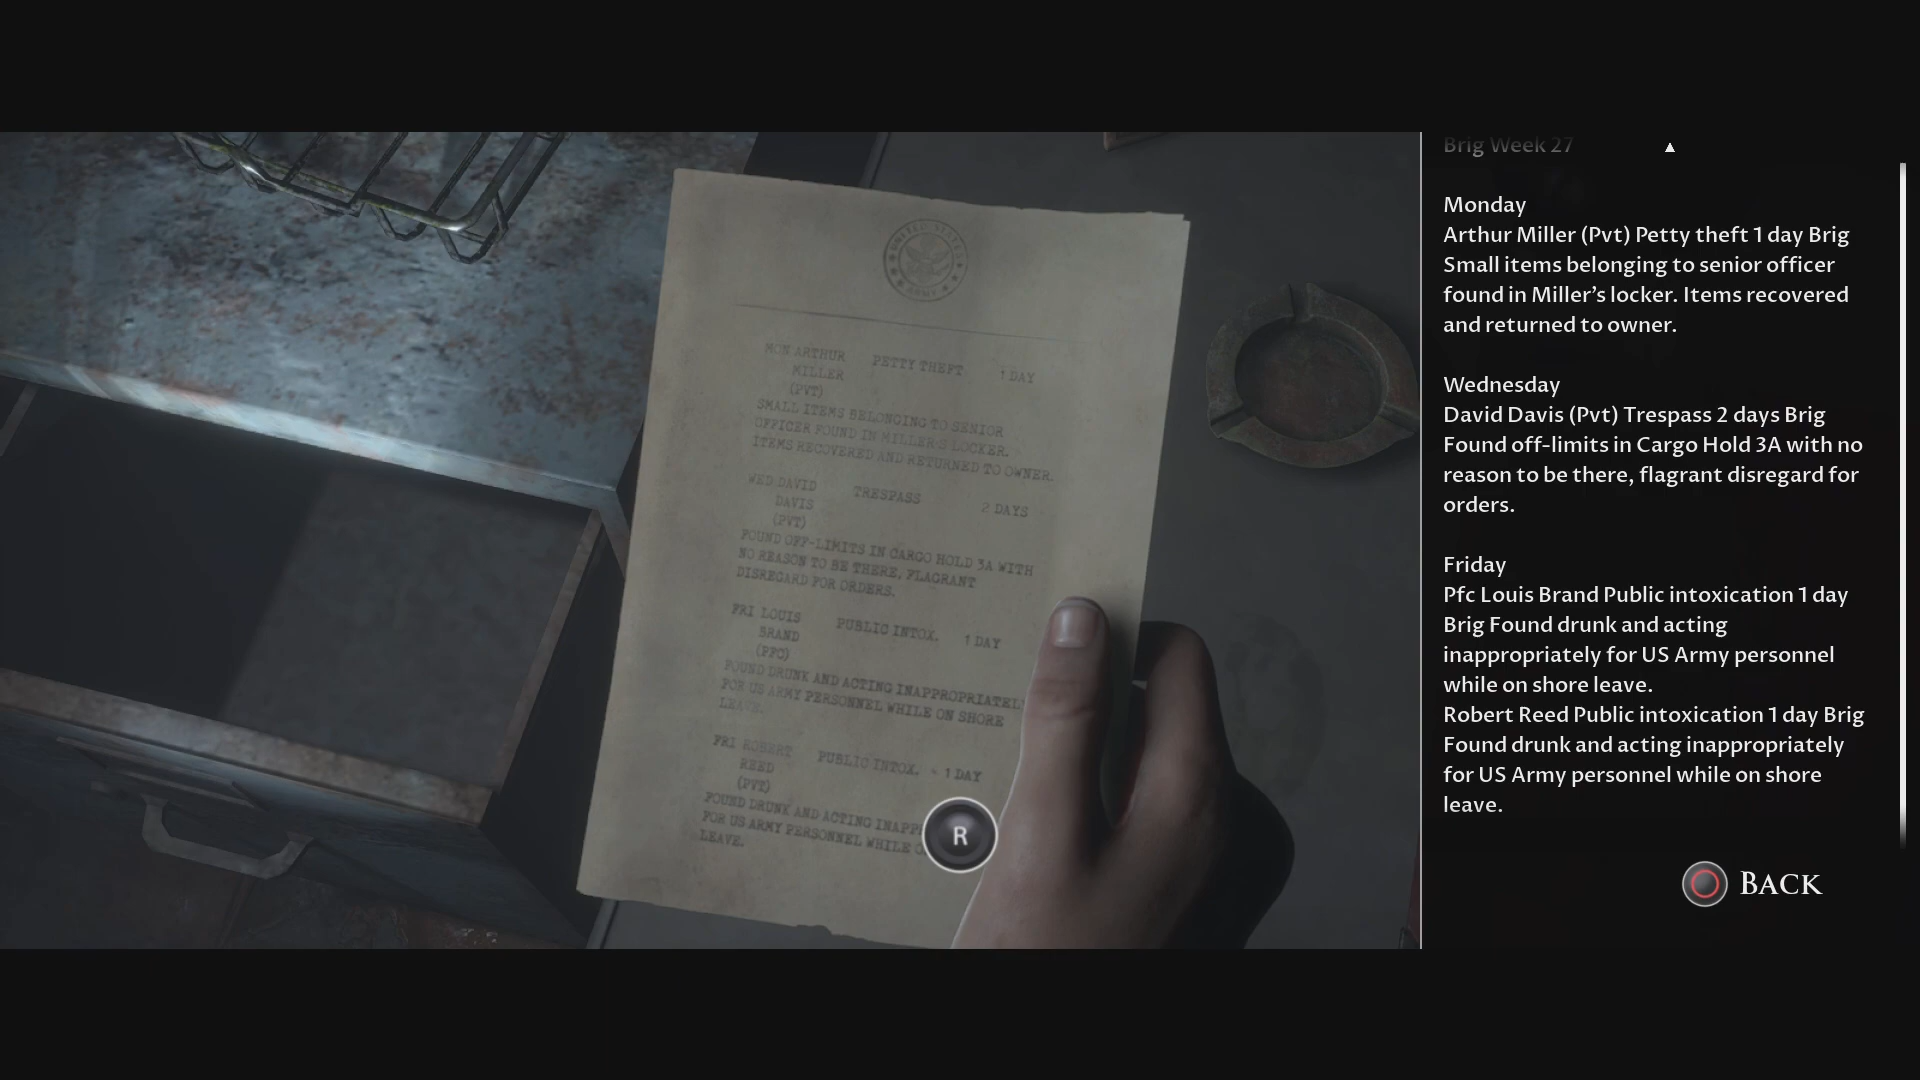 UNITED STATES
ARMY
MON ARTHUR MILLER (PVT) PETTY THEFT 1 DAY
SMALL ITEMS BELONGING TO SENIOR
OFFICER FOUND IN MILLER'S LOCKER.
ITEMS RECOVERED AND RETURNED TO OWNER.
WED DAVID DAVIS (PVT) TRESPASS 2 DAYS
FOUND OFF-LIMITS IN CARGO HOLD 3A WITH
NO REASON TO BE THERE, FLAGRANT
DISREGARD FOR ORDERS.
FRI LOUIS BRAND (PFC) PUBLIC INTOX. 1 DAY
FOUND DRUNK AND ACTING INAPPROPRIATEL
FOR US ARMY PERSONNEL WHILE ON SHORE
LEAVE.
FRI ROBERT REED (PVT) PUBLIC INTOX. - 1 DAY
FOUND DRUNK AND ACTING INAPP
FOR US ARMY PERSONNEL WHILE O
LEAVE.
R
Brig Week 27
Monday
Arthur Miller (Pvt) Petty theft 1 day Brig
Small items belonging to senior officer
found in Miller's locker. Items recovered
and returned to owner.
Wednesday
David Davis (Pvt) Trespass 2 days Brig
Found off-limits in Cargo Hold 3A with no
reason to be there, flagrant disregard for
orders.
Friday
Pfc Louis Brand Public intoxication 1 day
Brig Found drunk and acting
inappropriately for US Army personnel
while on shore leave.
Robert Reed Public intoxication 1 day Brig
Found drunk and acting inappropriately
for US Army personnel while on shore
leave.
BACK